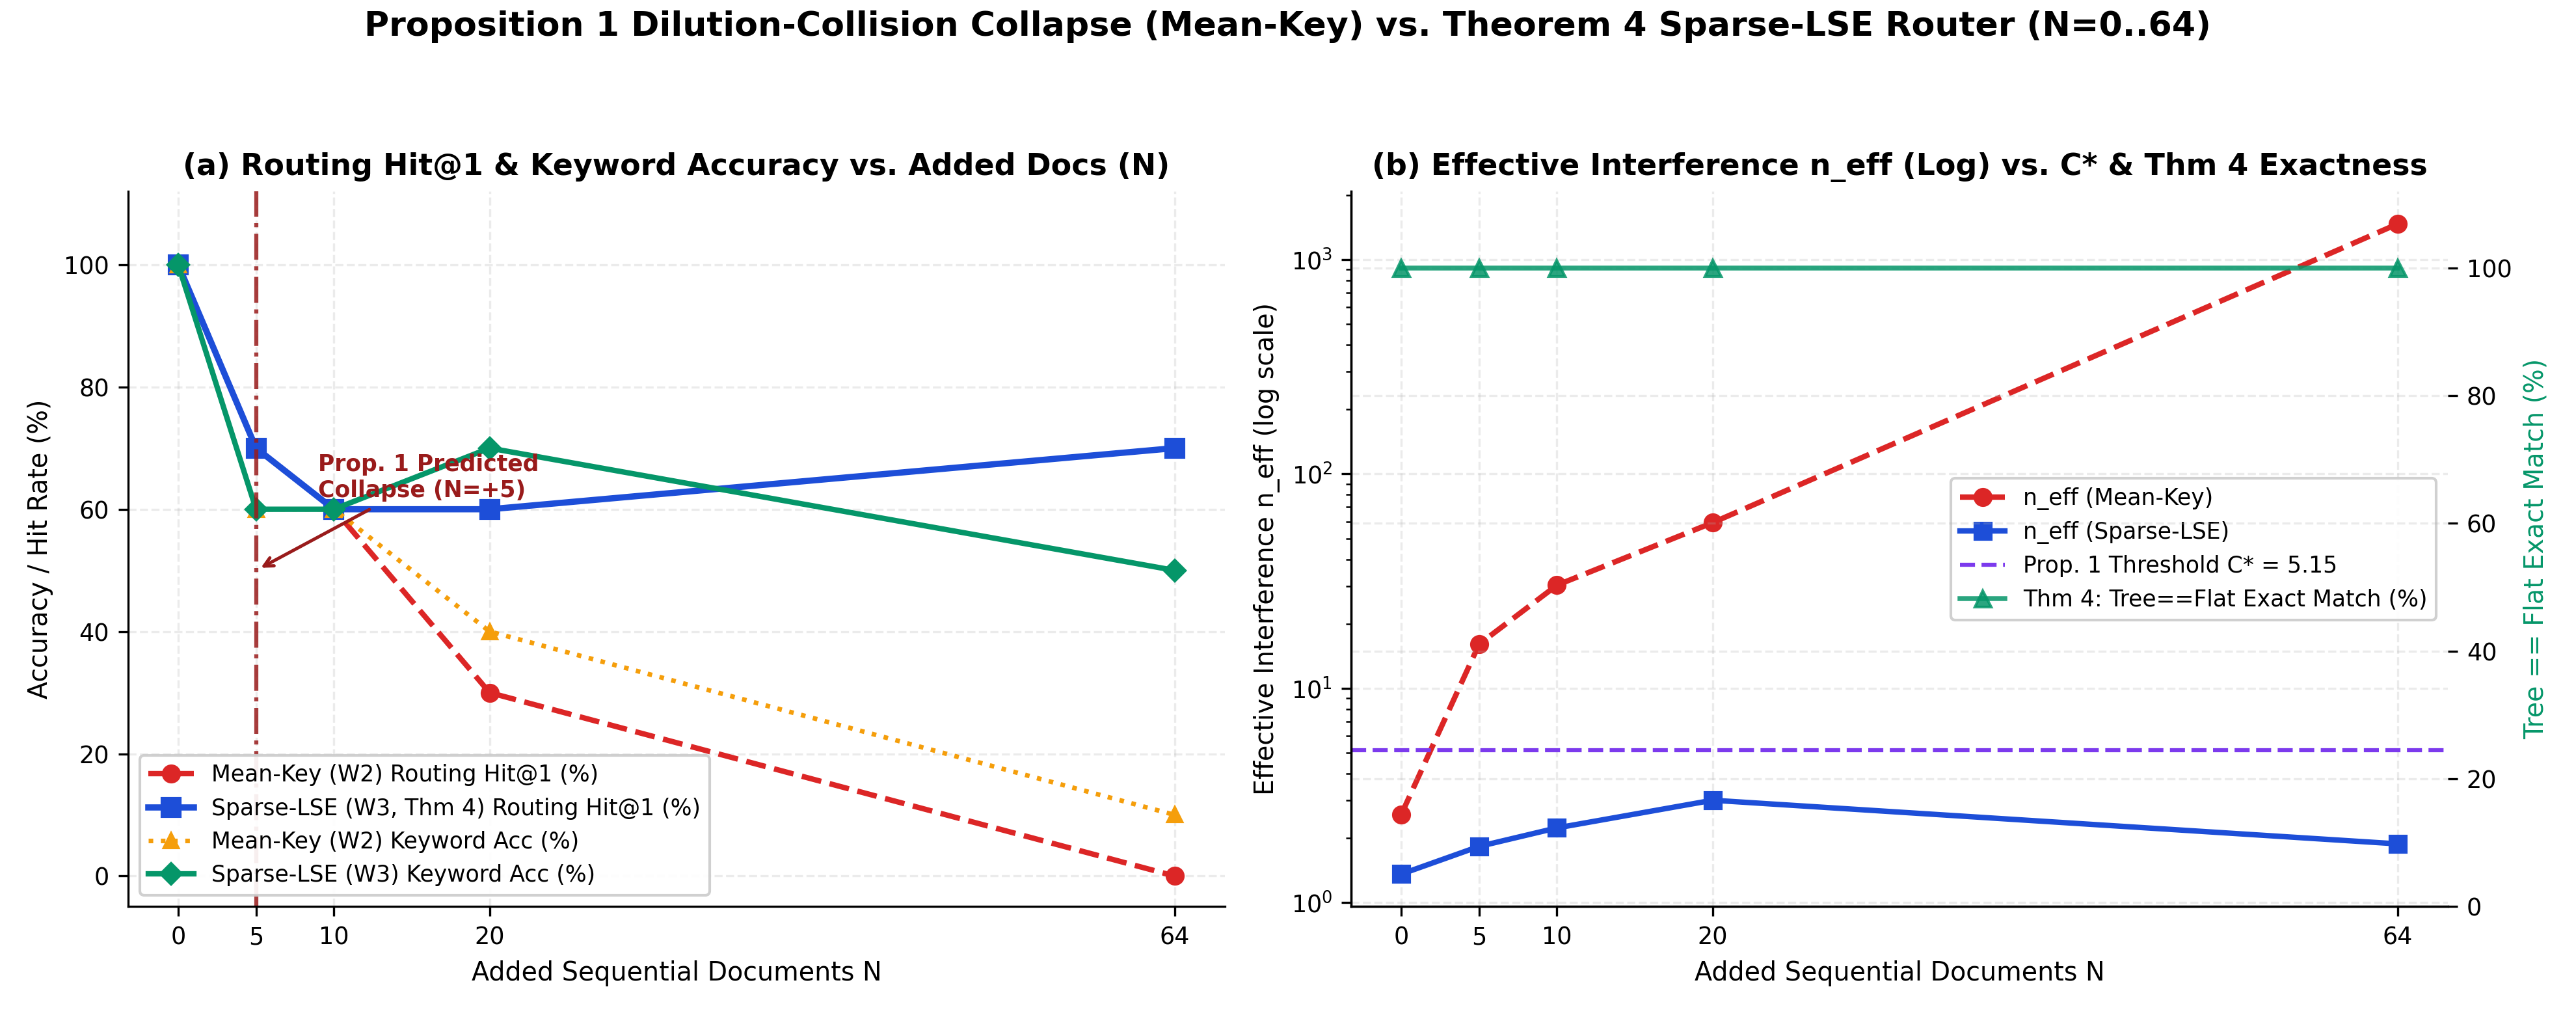 Proposition 1 Dilution-Collision Collapse (Mean-Key) vs. Theorem 4 Sparse-LSE Router (N=0..64)
(a) Routing Hit@1 & Keyword Accuracy vs. Added Docs (N)
Accuracy / Hit Rate (%)
100
80
60
40
20
0
Prop. 1 Predicted
Collapse (N=+5)
Mean-Key (W2) Routing Hit@1 (%)
Sparse-LSE (W3, Thm 4) Routing Hit@1 (%)
Mean-Key (W2) Keyword Acc (%)
Sparse-LSE (W3) Keyword Acc (%)
0 5 10 20 64
Added Sequential Documents N
(b) Effective Interference n_eff (Log) vs. C* & Thm 4 Exactness
Effective Interference n_eff (log scale)
10³
10²
10¹
10⁰
n_eff (Mean-Key)
n_eff (Sparse-LSE)
Prop. 1 Threshold C* = 5.15
Thm 4: Tree==Flat Exact Match (%)
100
80
60
40
20
0
Tree == Flat Exact Match (%)
0 5 10 20 64
Added Sequential Documents N